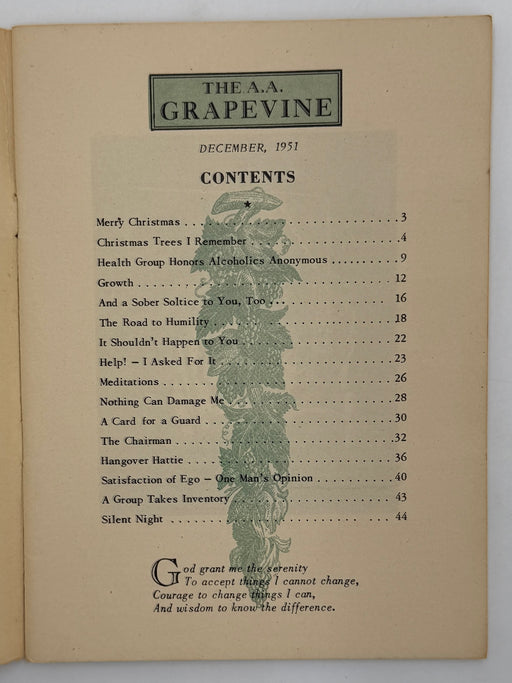 THE A.A.
GRAPEVINE
DECEMBER, 1951
CONTENTS
★
Merry Christmas . . . . . . . . . . . . . . . . . . . . . . . . . . . . . . . 3
Christmas Trees I Remember . . . . . . . . . . . . . . . . . . . . . 4
Health Group Honors Alcoholics Anonymous . . . . . . . . . . 9
Growth . . . . . . . . . . . . . . . . . . . . . . . . . . . . . . . . . . . . 12
And a Sober Soltice to You, Too . . . . . . . . . . . . . . . . . . 16
The Road to Humility . . . . . . . . . . . . . . . . . . . . . . . . . . 18
It Shouldn't Happen to You . . . . . . . . . . . . . . . . . . . . . 22
Help! – I Asked For It . . . . . . . . . . . . . . . . . . . . . . . . . 23
Meditations . . . . . . . . . . . . . . . . . . . . . . . . . . . . . . . . 26
Nothing Can Damage Me . . . . . . . . . . . . . . . . . . . . . . . 28
A Card for a Guard . . . . . . . . . . . . . . . . . . . . . . . . . . . 30
The Chairman . . . . . . . . . . . . . . . . . . . . . . . . . . . . . . 32
Hangover Hattie . . . . . . . . . . . . . . . . . . . . . . . . . . . . . 36
Satisfaction of Ego – One Man's Opinion . . . . . . . . . . . 40
A Group Takes Inventory . . . . . . . . . . . . . . . . . . . . . . . 43
Silent Night . . . . . . . . . . . . . . . . . . . . . . . . . . . . . . . 44
God grant me the serenity
To accept things I cannot change,
Courage to change things I can,
And wisdom to know the difference.